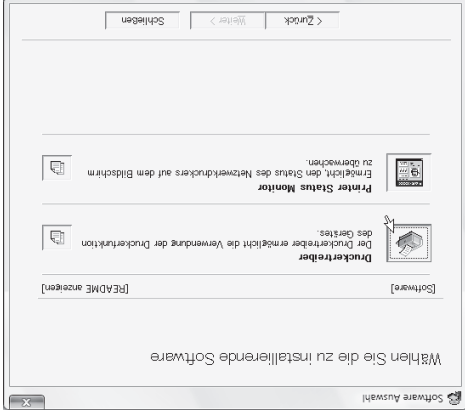 Software Auswahl
X
Wählen Sie die zu installierende Software
[Software] [README anzeigen]
Druckertreiber
Der Druckertreiber ermöglicht die Verwendung der Druckerfunktion
des Gerätes.
Printer Status Monitor
Ermöglicht, den Status des Netzwerkdruckers auf dem Bildschirm
zu überwachen.
< Zurück Weiter > Schließen